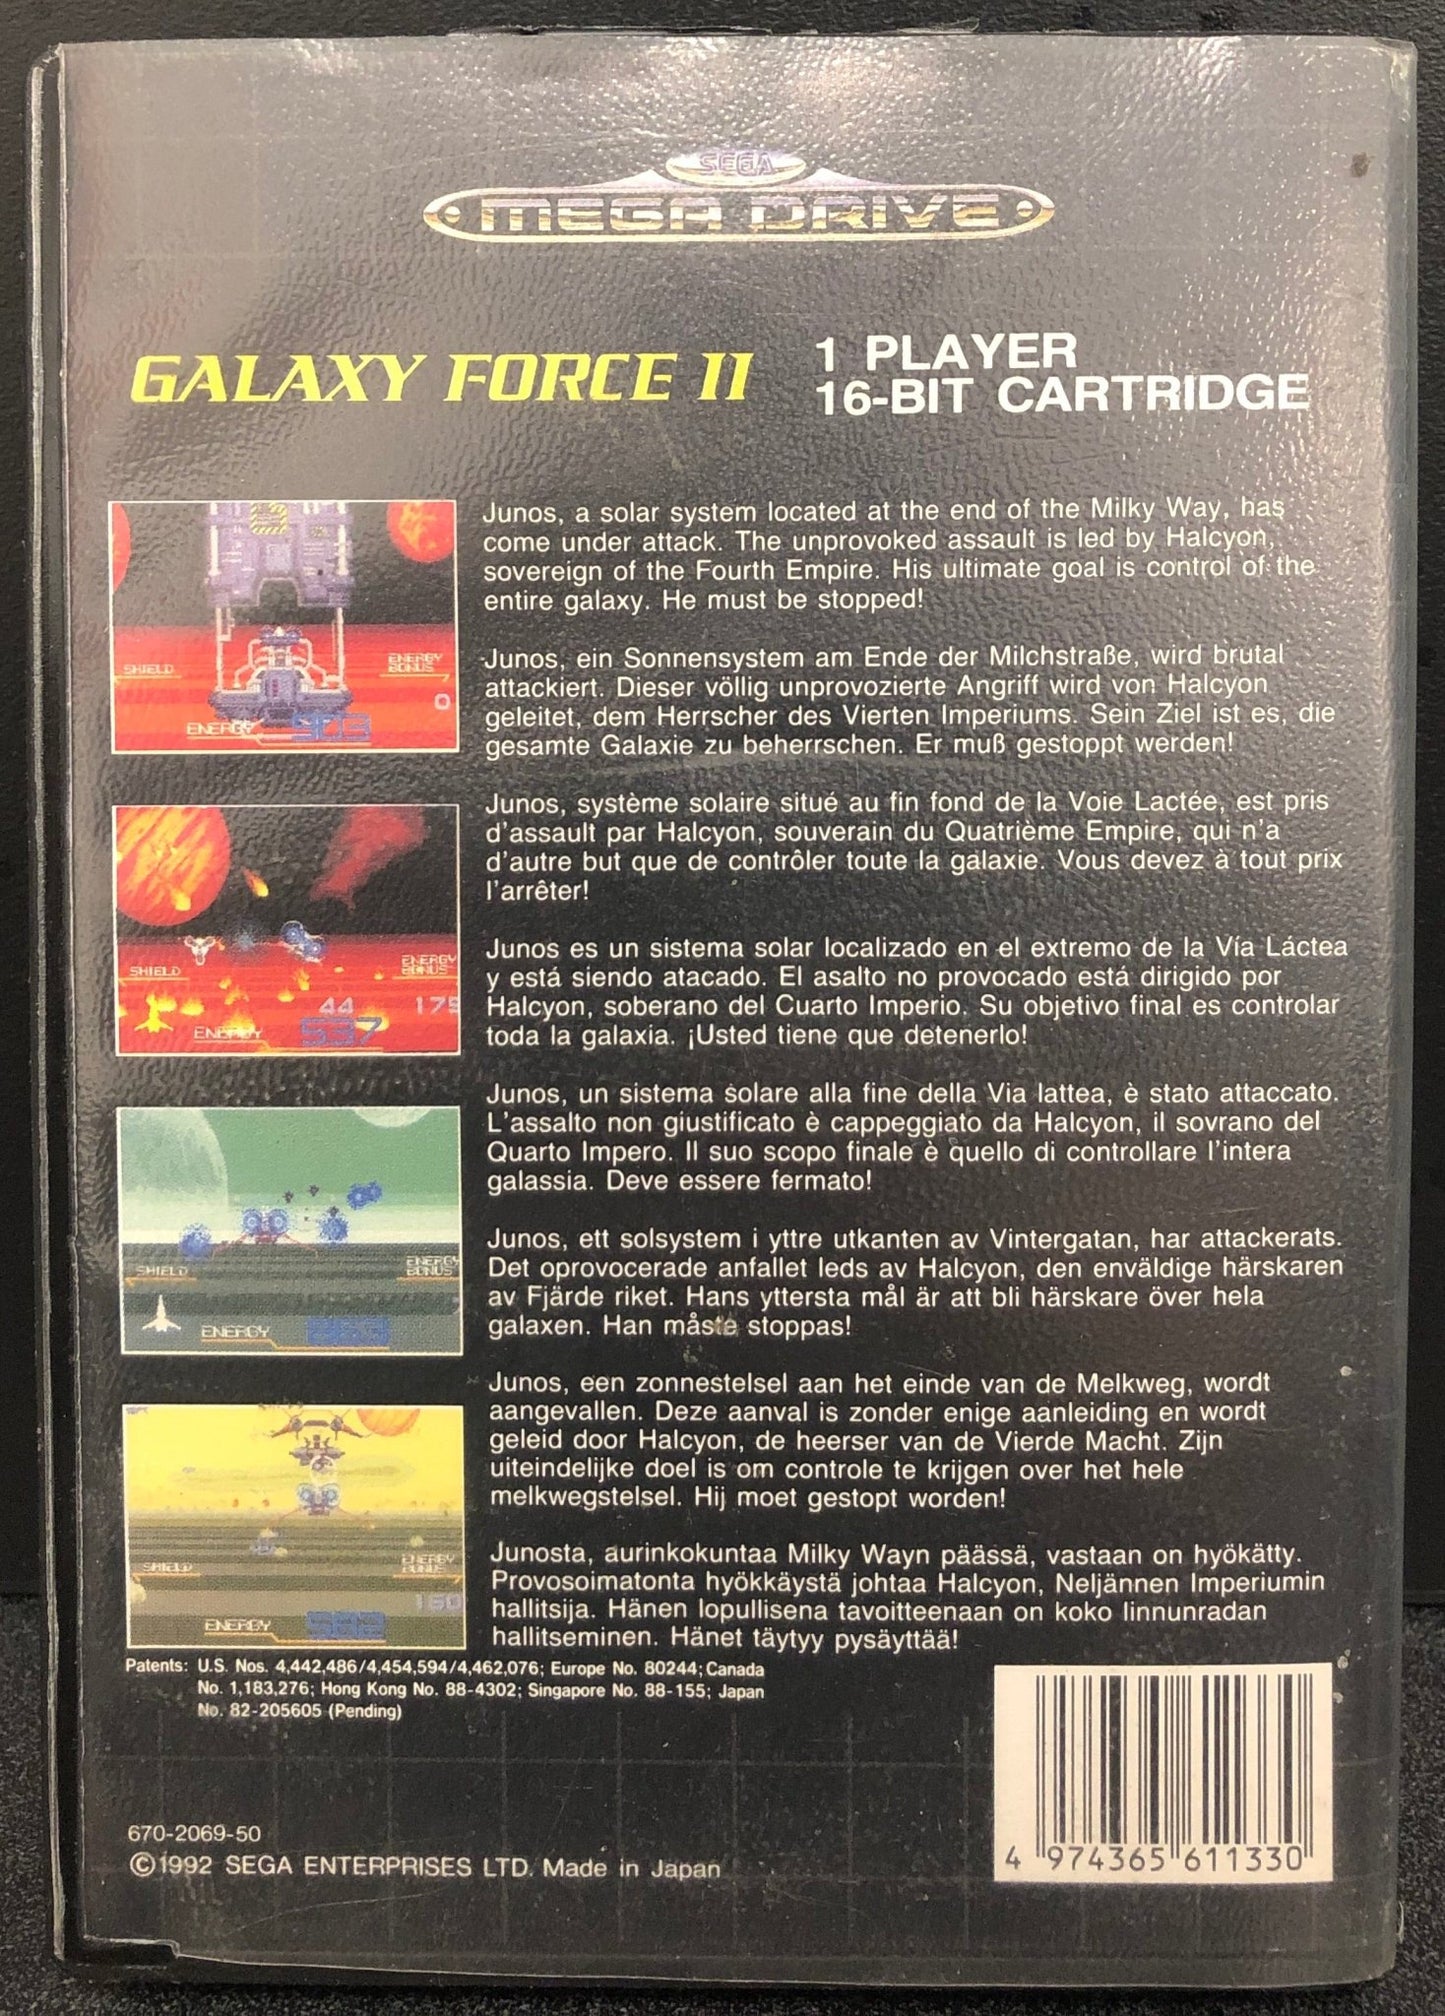 SEGA
MEGA DRIVE
GALAXY FORCE II
1 PLAYER
16-BIT CARTRIDGE
Junos, a solar system located at the end of the Milky Way, has
come under attack. The unprovoked assault is led by Halcyon,
sovereign of the Fourth Empire. His ultimate goal is control of the
entire galaxy. He must be stopped!
Junos, ein Sonnensystem am Ende der Milchstraße, wird brutal
attackiert. Dieser völlig unprovozierte Angriff wird von Halcyon
geleitet, dem Herrscher des Vierten Imperiums. Sein Ziel ist es, die
gesamte Galaxie zu beherrschen. Er muß gestoppt werden!
Junos, système solaire situé au fin fond de la Voie Lactée, est pris
d'assault par Halcyon, souverain du Quatrième Empire, qui n'a
d'autre but que de contrôler toute la galaxie. Vous devez à tout prix
l'arrêter!
Junos es un sistema solar localizado en el extremo de la Vía Láctea
y está siendo atacado. El asalto no provocado está dirigido por
Halcyon, soberano del Cuarto Imperio. Su objetivo final es controlar
toda la galaxia. ¡Usted tiene que detenerlo!
Junos, un sistema solare alla fine della Via lattea, è stato attaccato.
L'assalto non giustificato è cappeggiato da Halcyon, il sovrano del
Quarto Impero. Il suo scopo finale è quello di controllare l'intera
galassia. Deve essere fermato!
Junos, ett solsystem i yttre utkanten av Vintergatan, har attackerats.
Det oprovocerade anfallet leds av Halcyon, den enväldige härskaren
av Fjärde riket. Hans yttersta mål är att bli härskare över hela
galaxen. Han måste stoppas!
Junos, een zonnestelsel aan het einde van de Melkweg, wordt
aangevallen. Deze aanval is zonder enige aanleiding en wordt
geleid door Halcyon, de heerser van de Vierde Macht. Zijn
uiteindelijke doel is om controle te krijgen over het hele
melkwegstelsel. Hij moet gestopt worden!
Junosta, aurinkokuntaa Milky Wayn päässä, vastaan on hyökätty.
Provosoimatonta hyökkäystä johtaa Halcyon, Neljännen Imperiumin
hallitsija. Hänen lopullisena tavoitteenaan on koko linnunradan
hallitseminen. Hänet täytyy pysäyttää!
SHIELD
ENERGY
BONUS
0
ENERGY
903
SHIELD
ENERGY
BONUS
44
175
ENERGY
537
SHIELD
ENERGY
BONUS
ENERGY
SHIELD
ENERGY
BONUS
160
ENERGY
Patents: U.S. Nos. 4,442,486/4,454,594/4,462,076; Europe No. 80244; Canada
No. 1,183,276; Hong Kong No. 88-4302; Singapore No. 88-155; Japan
No. 82-205605 (Pending)
670-2069-50
©1992 SEGA ENTERPRISES LTD. Made in Japan
4 974365 611330